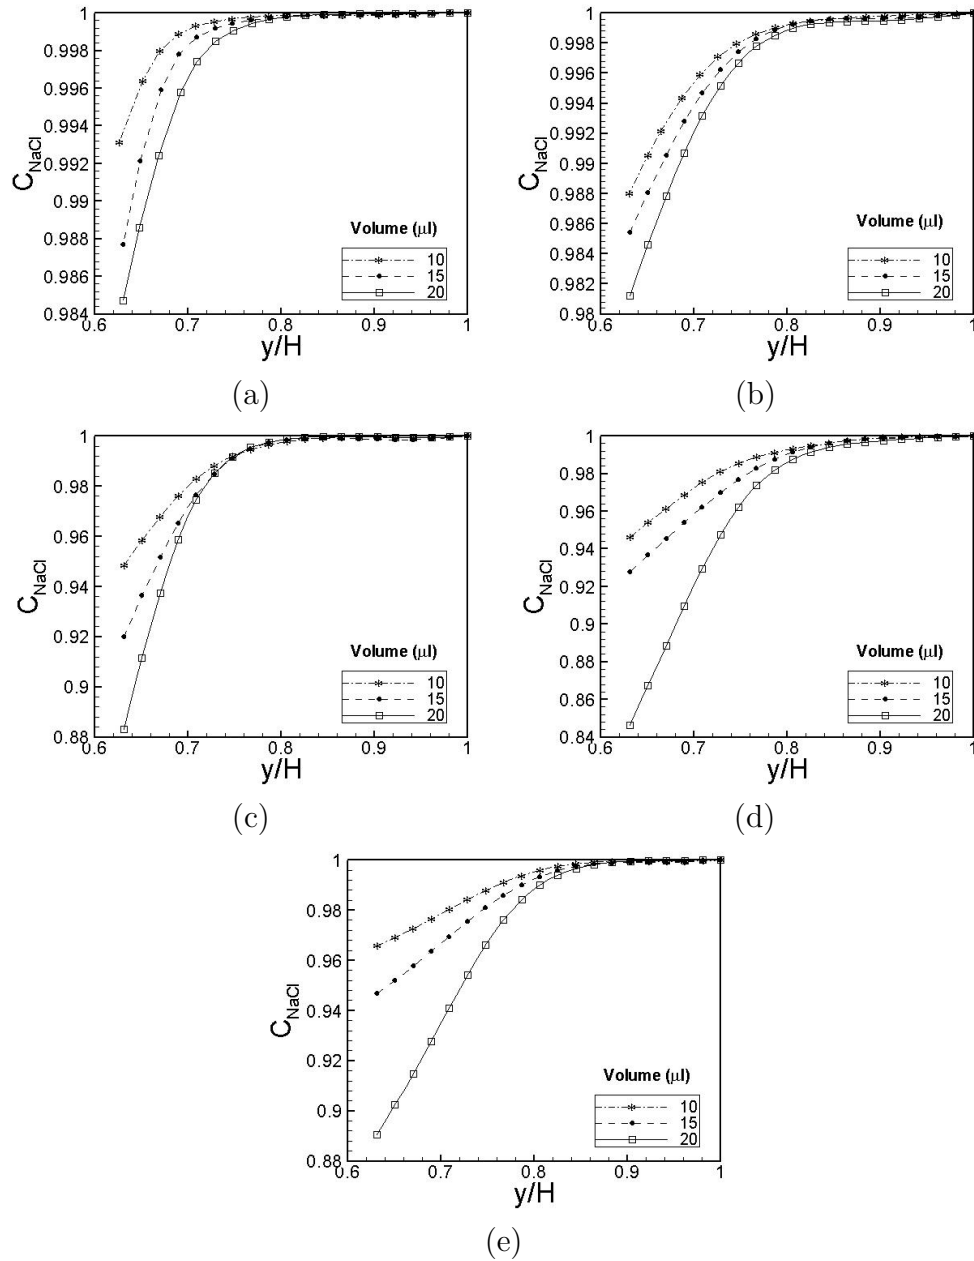 1
0.998
0.996
0.994
0.992
0.99
0.988
0.986
0.984
C_NaCl
Volume (μl)
10
15
20
0.6 0.7 0.8 0.9 1
y/H
(a)
1
0.998
0.996
0.994
0.992
0.99
0.988
0.986
0.984
0.982
0.98
C_NaCl
Volume (μl)
10
15
20
0.6 0.7 0.8 0.9 1
y/H
(b)
1
0.98
0.96
0.94
0.92
0.9
0.88
C_NaCl
Volume (μl)
10
15
20
0.6 0.7 0.8 0.9 1
y/H
(c)
1
0.98
0.96
0.94
0.92
0.9
0.88
0.86
0.84
C_NaCl
Volume (μl)
10
15
20
0.6 0.7 0.8 0.9 1
y/H
(d)
1
0.98
0.96
0.94
0.92
0.9
0.88
C_NaCl
Volume (μl)
10
15
20
0.6 0.7 0.8 0.9 1
y/H
(e)